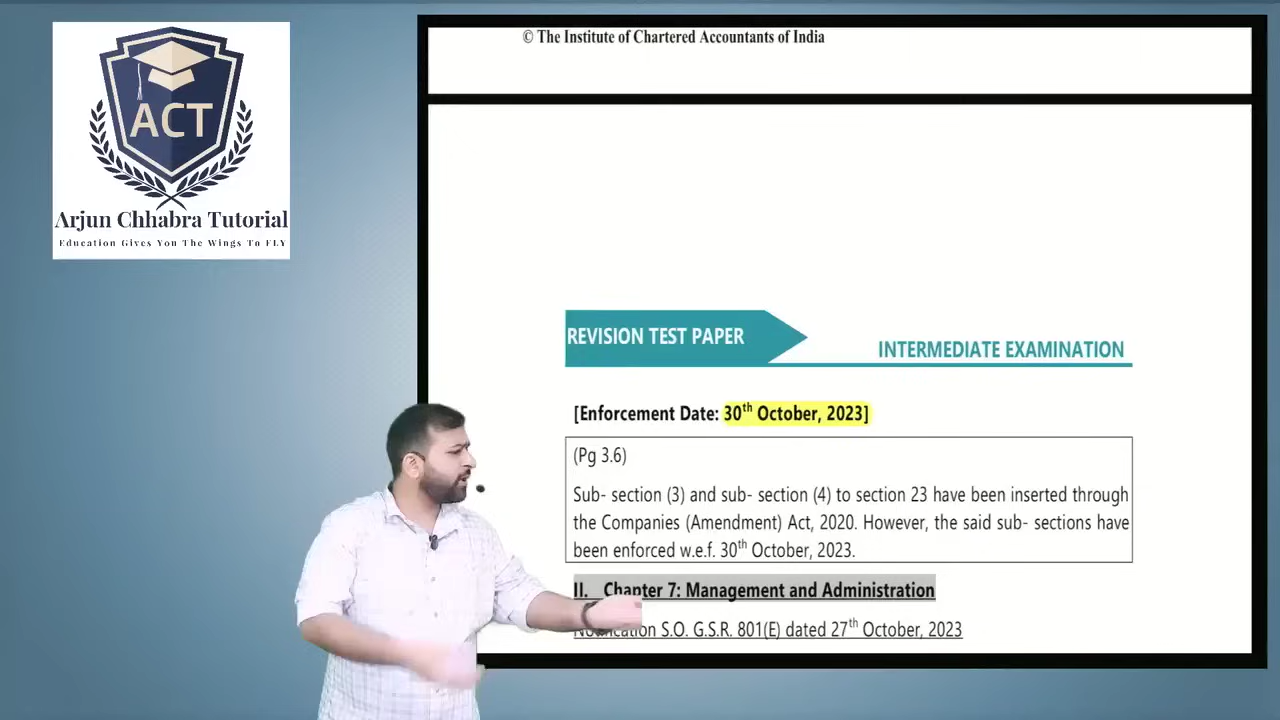 © The Institute of Chartered Accountants of India
ACT
Arjun Chhabra Tutorial
Education Gives You The Wings To FLY
REVISION TEST PAPER
INTERMEDIATE EXAMINATION
[Enforcement Date: 30th October, 2023]
(Pg 3.6)
Sub- section (3) and sub- section (4) to section 23 have been inserted through
the Companies (Amendment) Act, 2020. However, the said sub- sections have
been enforced w.e.f. 30th October, 2023.
II. Chapter 7: Management and Administration
Notification S.O. G.S.R. 801(E) dated 27th October, 2023